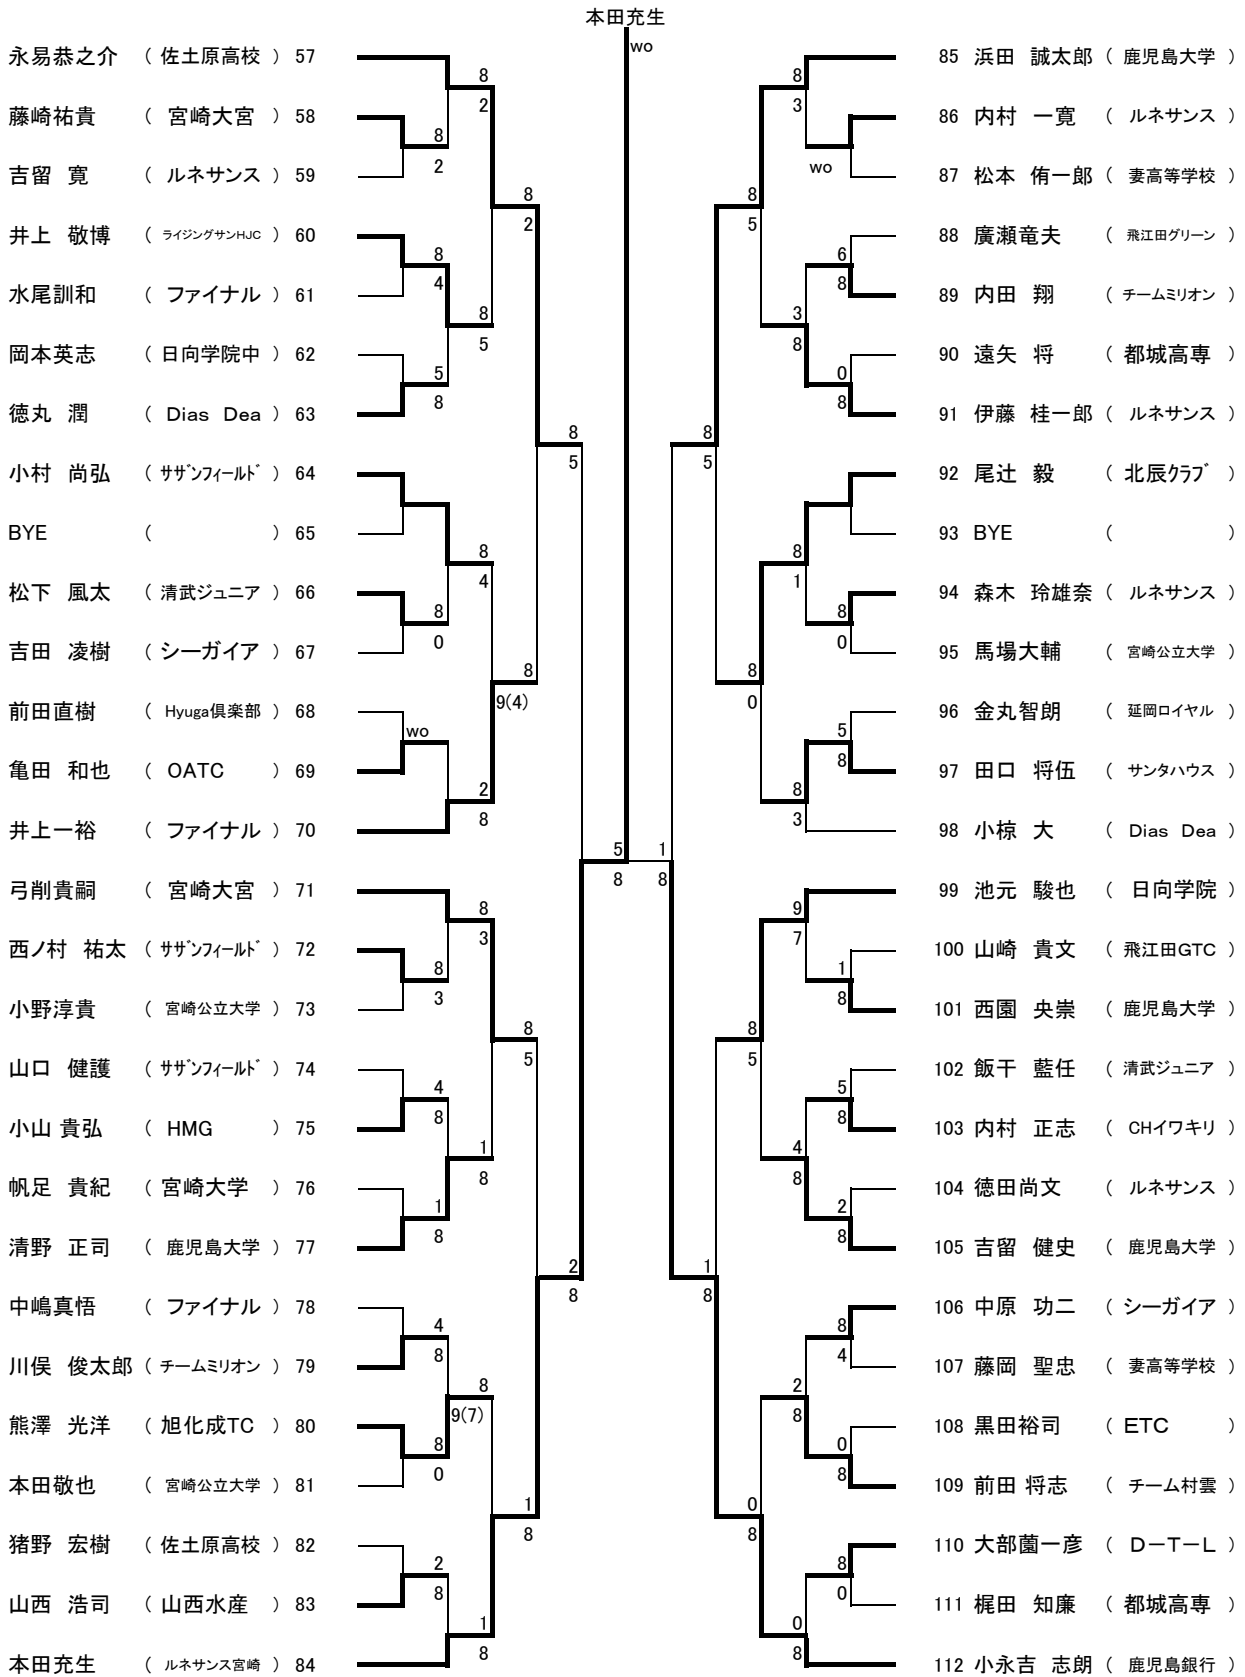 本田充生
wo
永易恭之介 ( 佐土原高校 ) 57
8
2
藤崎祐貴 ( 宮崎大宮 ) 58
8
2
吉留 寛 ( ルネサンス ) 59
8
2
井上 敬博 ( ライジングサンHJC ) 60
8
4
水尾訓和 ( ファイナル ) 61
8
5
岡本英志 ( 日向学院中 ) 62
5
8
徳丸 潤 ( Dias Dea ) 63
8
5
小村 尚弘 ( サザンフィールド ) 64
BYE ( ) 65
8
4
松下 風太 ( 清武ジュニア ) 66
8
0
吉田 凌樹 ( シーガイア ) 67
8
9(4)
前田直樹 ( Hyuga倶楽部 ) 68
wo
亀田 和也 ( OATC ) 69
2
8
井上一裕 ( ファイナル ) 70
5
8
弓削貴嗣 ( 宮崎大宮 ) 71
8
3
西ノ村 祐太 ( サザンフィールド ) 72
8
3
小野淳貴 ( 宮崎公立大学 ) 73
8
5
山口 健護 ( サザンフィールド ) 74
4
8
小山 貴弘 ( HMG ) 75
1
8
帆足 貴紀 ( 宮崎大学 ) 76
1
8
清野 正司 ( 鹿児島大学 ) 77
2
8
中嶋真悟 ( ファイナル ) 78
4
8
川俣 俊太郎 ( チームミリオン ) 79
8
9(7)
熊澤 光洋 ( 旭化成TC ) 80
8
0
本田敬也 ( 宮崎公立大学 ) 81
1
8
猪野 宏樹 ( 佐土原高校 ) 82
2
8
山西 浩司 ( 山西水産 ) 83
1
8
本田充生 ( ルネサンス宮崎 ) 84
85 浜田 誠太郎 ( 鹿児島大学 )
8
3
86 内村 一寛 ( ルネサンス )
wo
87 松本 侑一郎 ( 妻高等学校 )
8
5
88 廣瀬竜夫 ( 飛江田グリーン )
6
8
89 内田 翔 ( チームミリオン )
3
8
90 遠矢 将 ( 都城高専 )
0
8
91 伊藤 桂一郎 ( ルネサンス )
8
5
92 尾辻 毅 ( 北辰クラブ )
93 BYE ( )
8
1
94 森木 玲雄奈 ( ルネサンス )
8
0
95 馬場大輔 ( 宮崎公立大学 )
8
0
96 金丸智朗 ( 延岡ロイヤル )
5
8
97 田口 将伍 ( サンタハウス )
8
3
98 小椋 大 ( Dias Dea )
1
8
99 池元 駿也 ( 日向学院 )
9
7
100 山崎 貴文 ( 飛江田GTC )
1
8
101 西園 央崇 ( 鹿児島大学 )
8
5
102 飯干 藍任 ( 清武ジュニア )
5
8
103 内村 正志 ( CHイワキリ )
4
8
104 徳田尚文 ( ルネサンス )
2
8
105 吉留 健史 ( 鹿児島大学 )
1
8
106 中原 功二 ( シーガイア )
8
4
107 藤岡 聖忠 ( 妻高等学校 )
2
8
108 黒田裕司 ( ETC )
0
8
109 前田 将志 ( チーム村雲 )
0
8
110 大部薗一彦 ( D-T-L )
8
0
111 梶田 知廉 ( 都城高専 )
0
8
112 小永吉 志朗 ( 鹿児島銀行 )